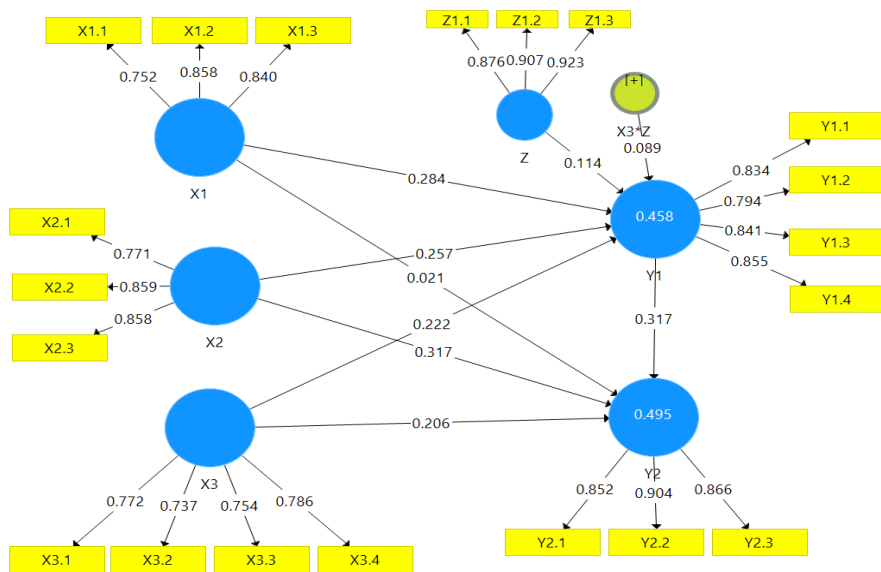 X1.1
X1.2
X1.3
Z1.1
Z1.2
Z1.3
0.752
0.858
0.840
0.876
0.907
0.923
[+]
X3*Z
0.089
X1
Z
0.114
Y1.1
Y1.2
Y1.3
Y1.4
0.834
0.794
0.841
0.855
0.284
0.458
Y1
X2.1
X2.2
X2.3
0.771
0.859
0.858
X2
0.257
0.021
0.222
0.317
0.317
0.206
0.495
Y2
X3
0.772
0.737
0.754
0.786
X3.1
X3.2
X3.3
X3.4
0.852
0.904
0.866
Y2.1
Y2.2
Y2.3